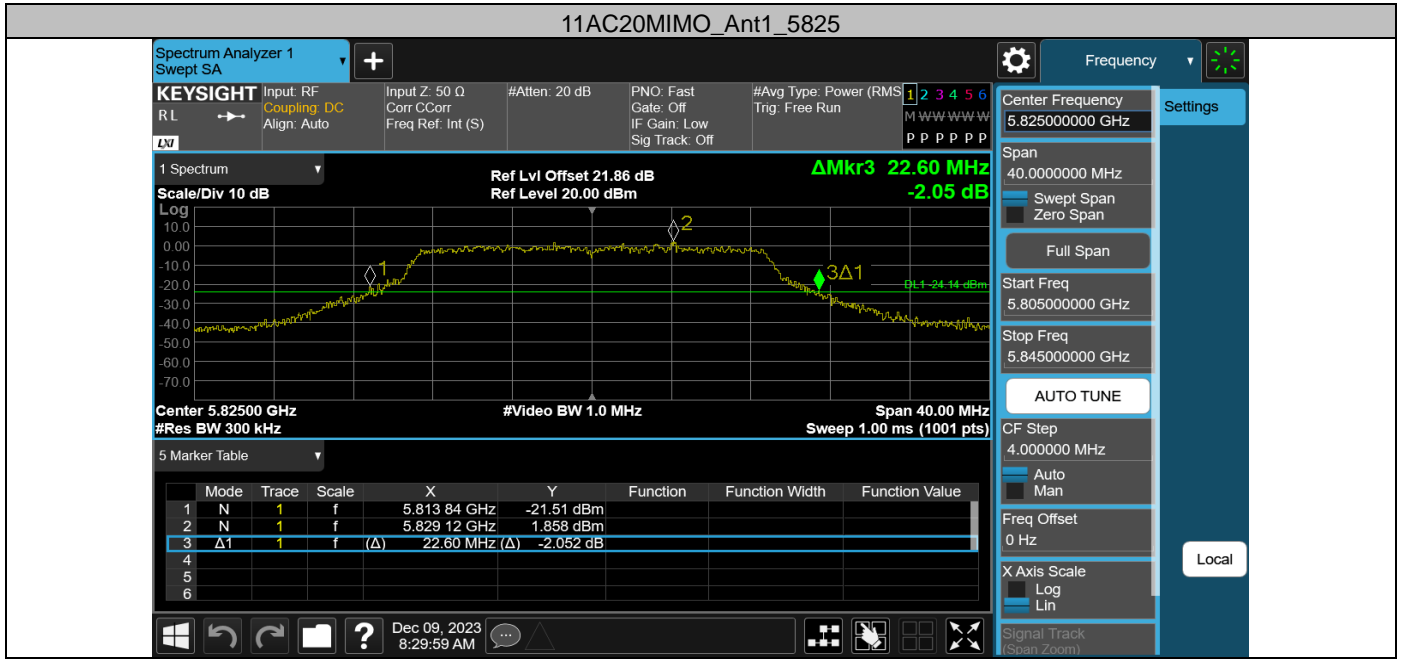 11AC20MIMO_Ant1_5825
Spectrum Analyzer 1
Swept SA
Frequency
KEYSIGHT
R L
LXI
Input: RF
Coupling: DC
Align: Auto
Input Z: 50 Ω
Corr CCorr
Freq Ref: Int (S)
#Atten: 20 dB
PNO: Fast
Gate: Off
IF Gain: Low
Sig Track: Off
#Avg Type: Power (RMS
Trig: Free Run
1 2 3 4 5 6
M W W W W W
P P P P P P
1 Spectrum
Scale/Div 10 dB
Ref Lvl Offset 21.86 dB
Ref Level 20.00 dBm
ΔMkr3 22.60 MHz
-2.05 dB
Log
10.0
0.00
-10.0
-20.0
-30.0
-40.0
-50.0
-60.0
-70.0
1
2
3Δ1
DL1 -24.14 dBm
Center 5.82500 GHz
#Video BW 1.0 MHz
Span 40.00 MHz
#Res BW 300 kHz
Sweep 1.00 ms (1001 pts)
5 Marker Table
Mode Trace Scale X Y Function Function Width Function Value
1 N 1 f 5.813 84 GHz -21.51 dBm
2 N 1 f 5.829 12 GHz 1.858 dBm
3 Δ1 1 f (Δ) 22.60 MHz (Δ) -2.052 dB
4
5
6
Dec 09, 2023
8:29:59 AM
Center Frequency
5.825000000 GHz
Span
40.0000000 MHz
Swept Span
Zero Span
Full Span
Start Freq
5.805000000 GHz
Stop Freq
5.845000000 GHz
AUTO TUNE
CF Step
4.000000 MHz
Auto
Man
Freq Offset
0 Hz
X Axis Scale
Log
Lin
Signal Track
(Span Zoom)
Settings
Local